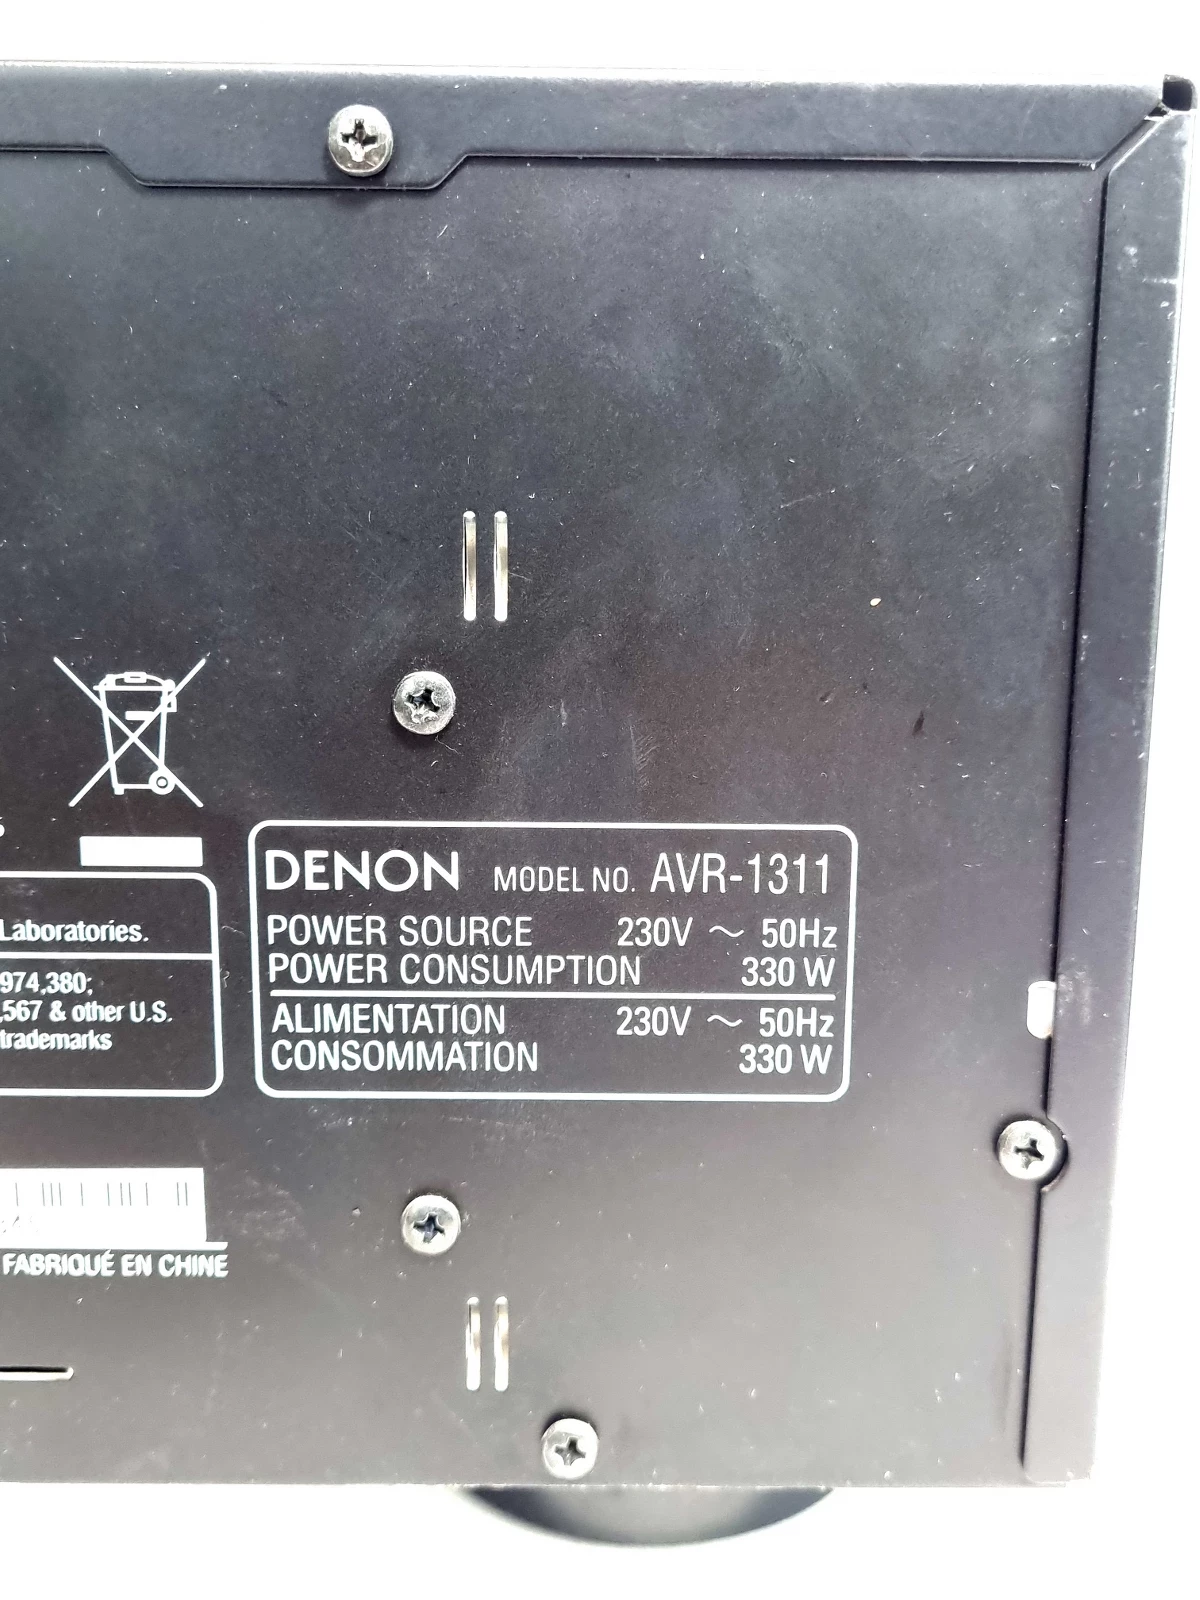 DENON MODEL NO. AVR-1311
POWER SOURCE 230V ~ 50Hz
POWER CONSUMPTION 330 W
ALIMENTATION 230V ~ 50Hz
CONSOMMATION 330 W
Laboratories.
974,380;
,567 & other U.S.
trademarks
FABRIQUÉ EN CHINE